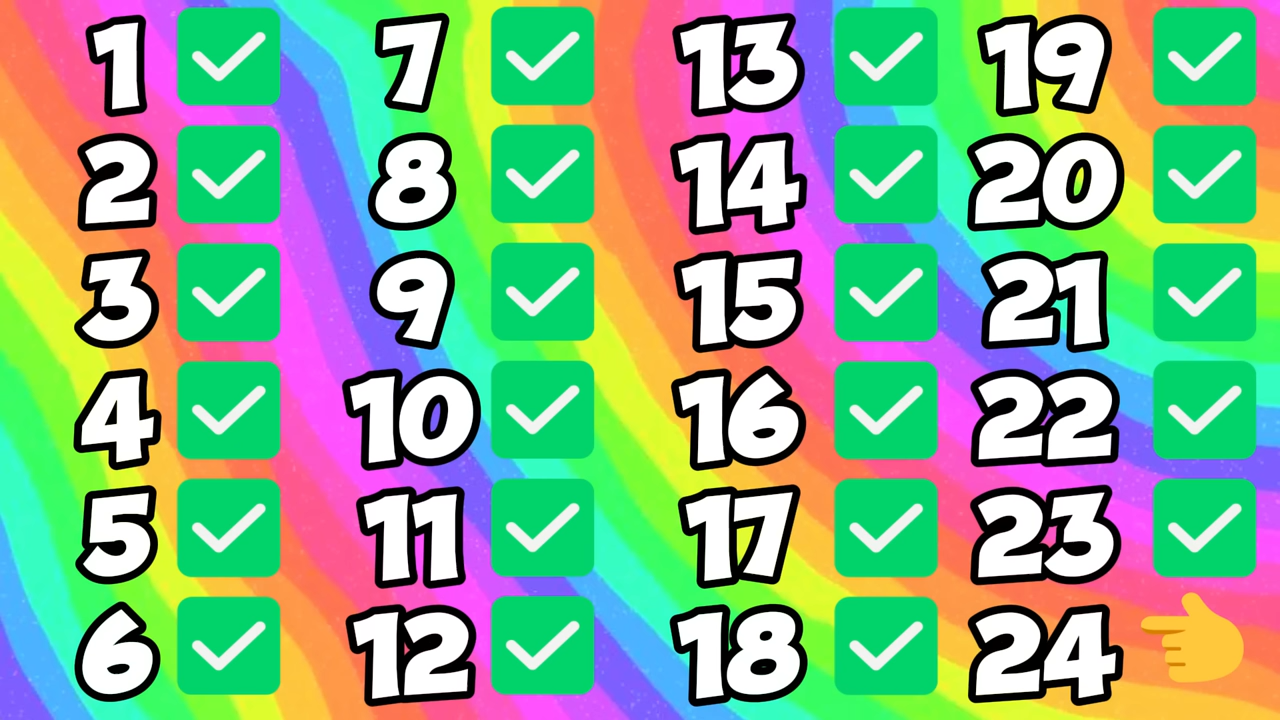 1 ✅ 7 ✅ 13 ✅ 19 ✅
2 ✅ 8 ✅ 14 ✅ 20 ✅
3 ✅ 9 ✅ 15 ✅ 21 ✅
4 ✅ 10 ✅ 16 ✅ 22 ✅
5 ✅ 11 ✅ 17 ✅ 23 ✅
6 ✅ 12 ✅ 18 ✅ 24 👈